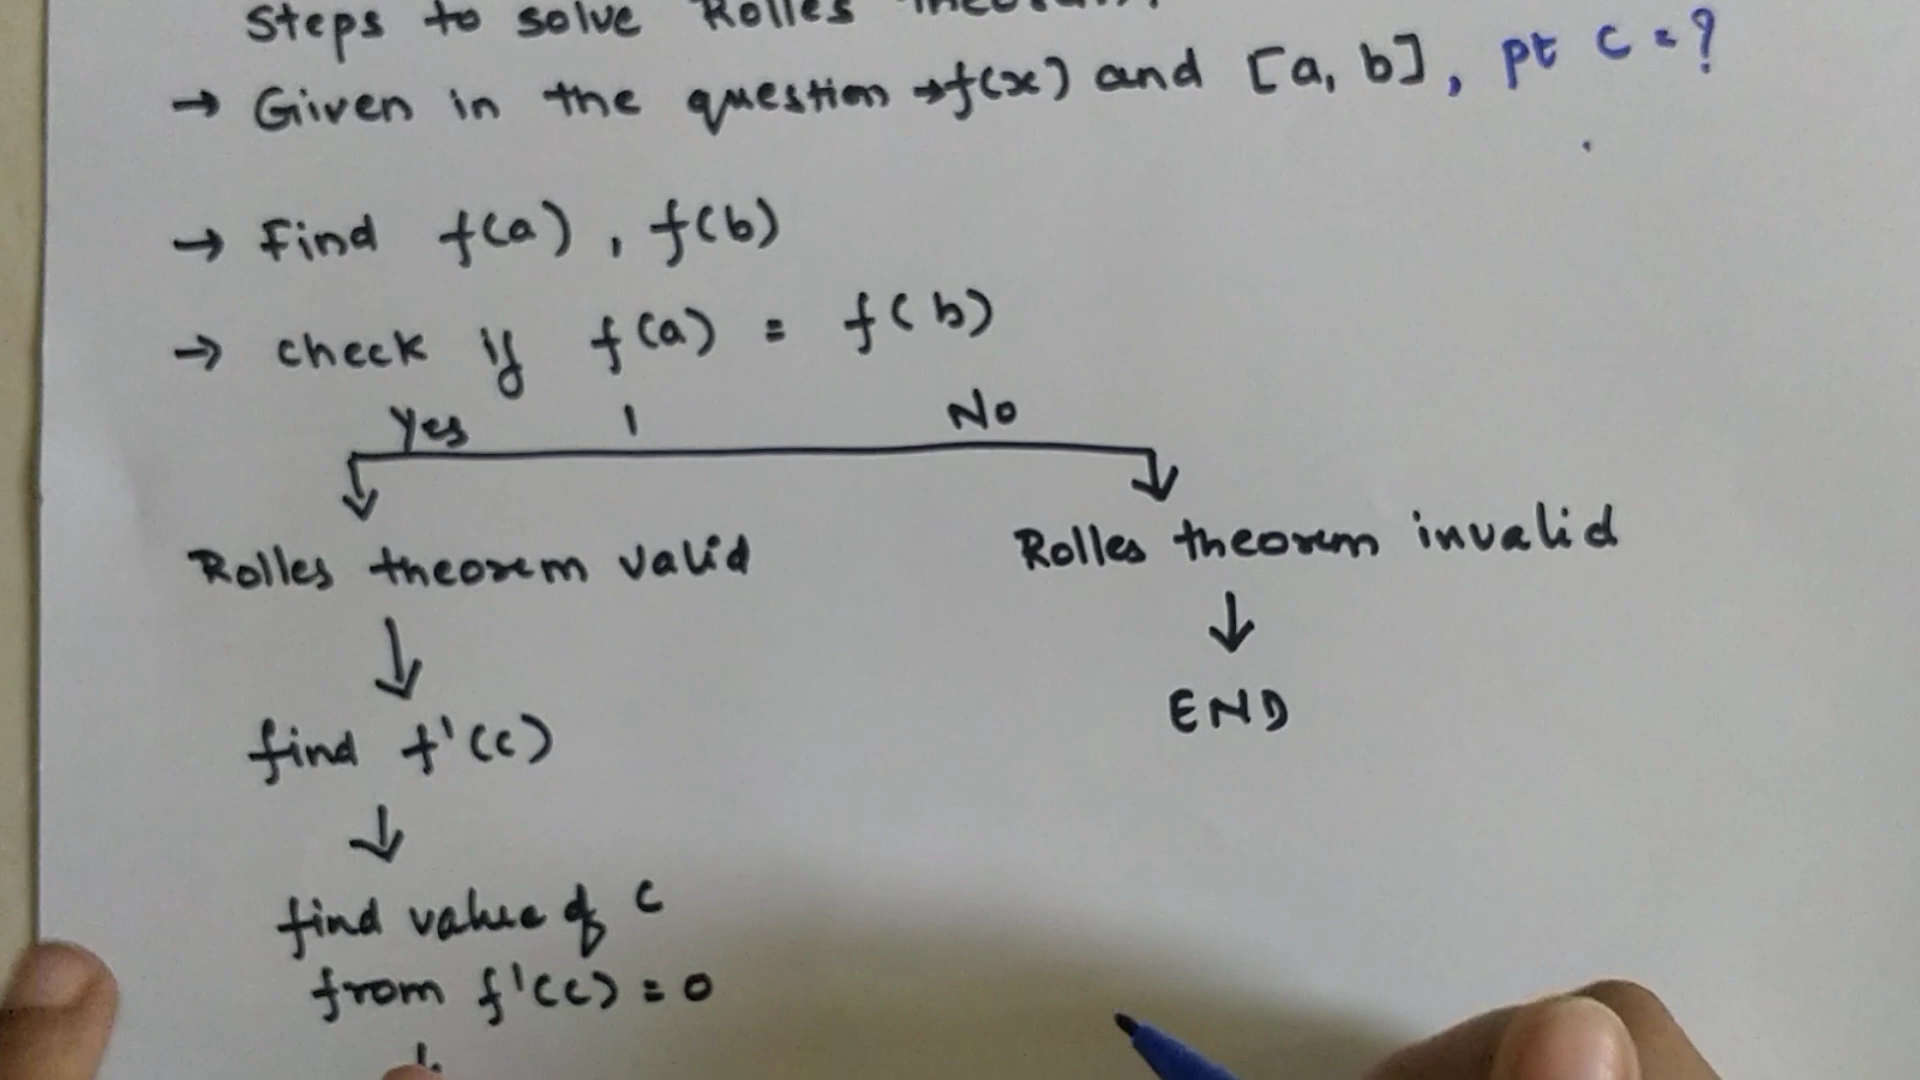 Steps to solve Rolles
→ Given in the question → f(x) and [a, b], pt c = ?
→ Find f(a), f(b)
→ check if f(a) = f(b)
Yes No
Rolles theorem valid Rolles theorem invalid
↓ ↓
find f'(c) END
↓
find value of c
from f'(c) = 0